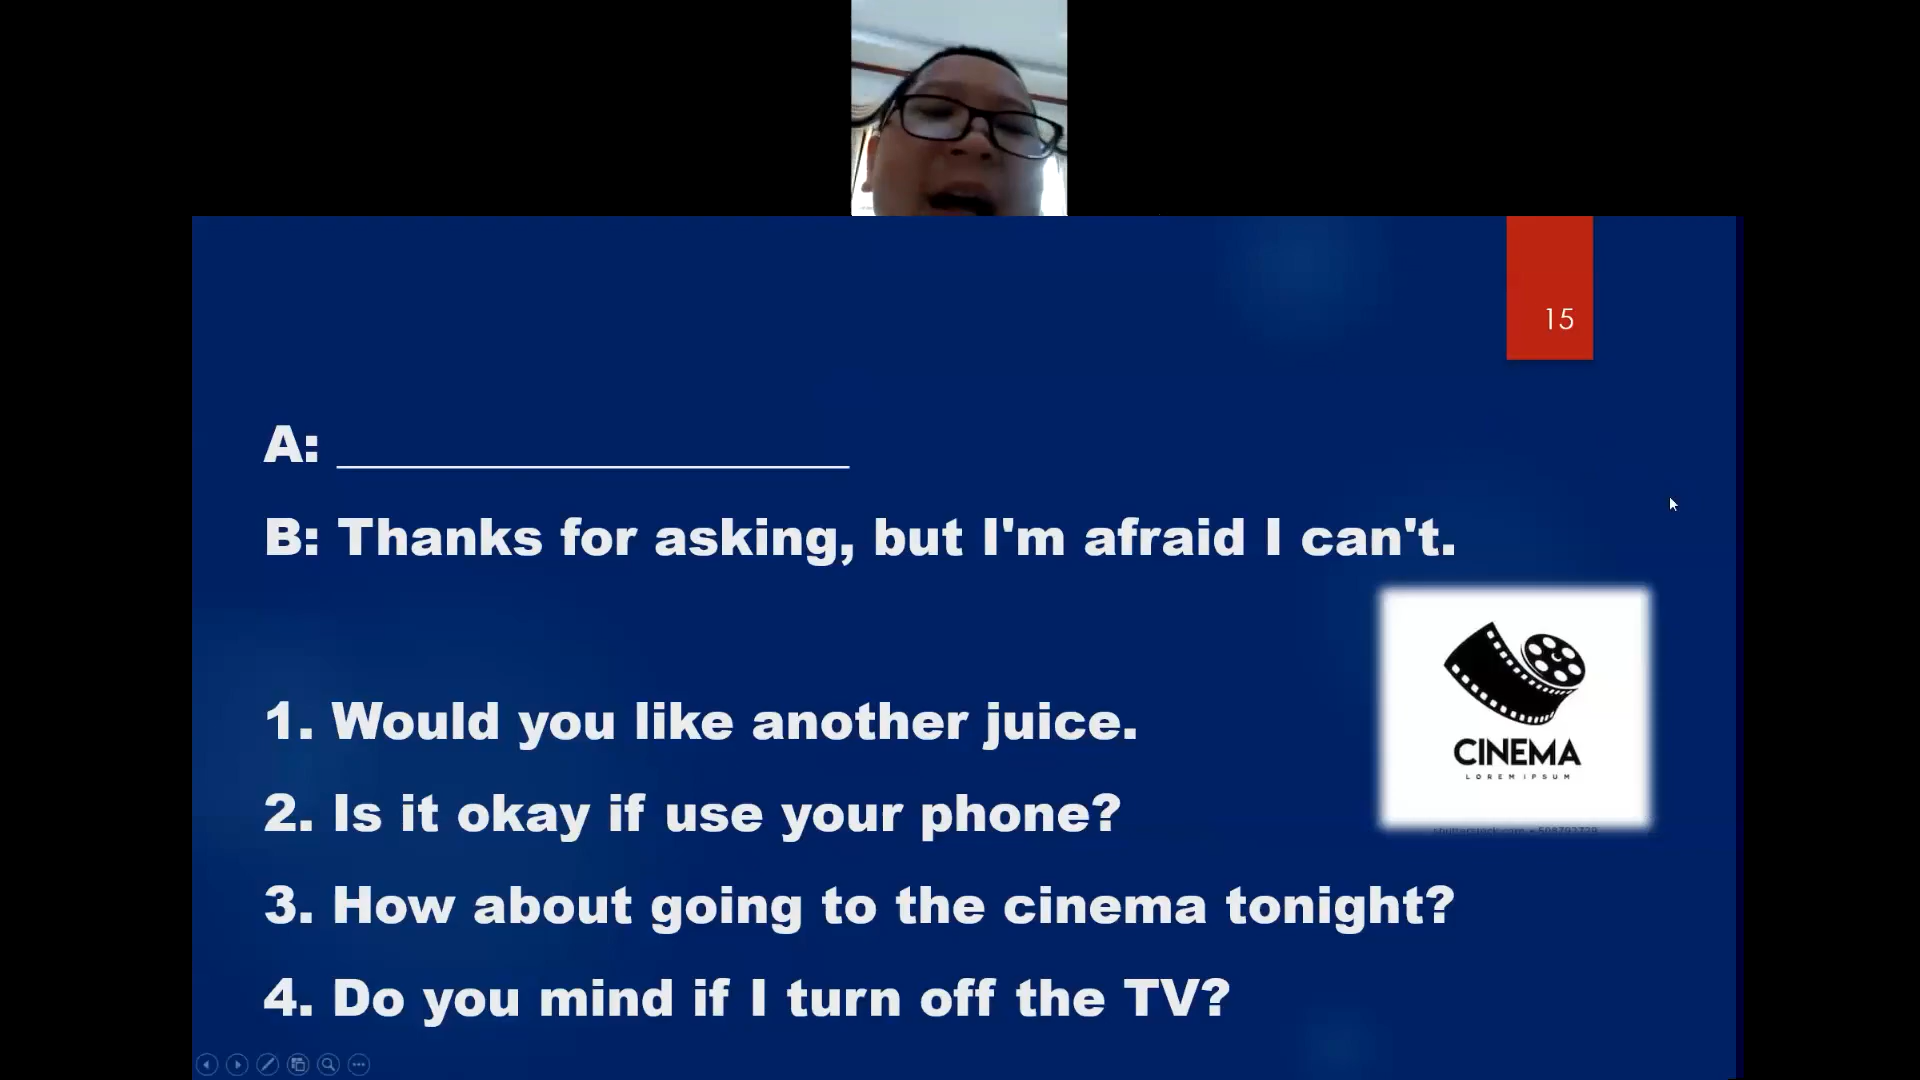 15
A: ____________________
B: Thanks for asking, but I'm afraid I can't.
CINEMA
LOREM IPSUM
1. Would you like another juice.
2. Is it okay if use your phone?
3. How about going to the cinema tonight?
4. Do you mind if I turn off the TV?